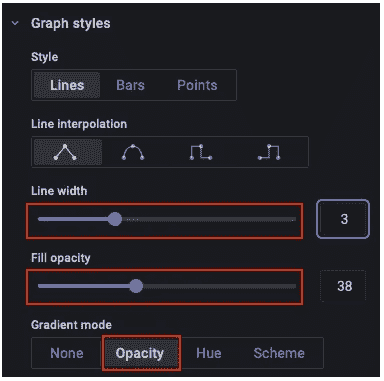 Graph styles
Style
Lines Bars Points
Line interpolation
Line width
3
Fill opacity
38
Gradient mode
None Opacity Hue Scheme